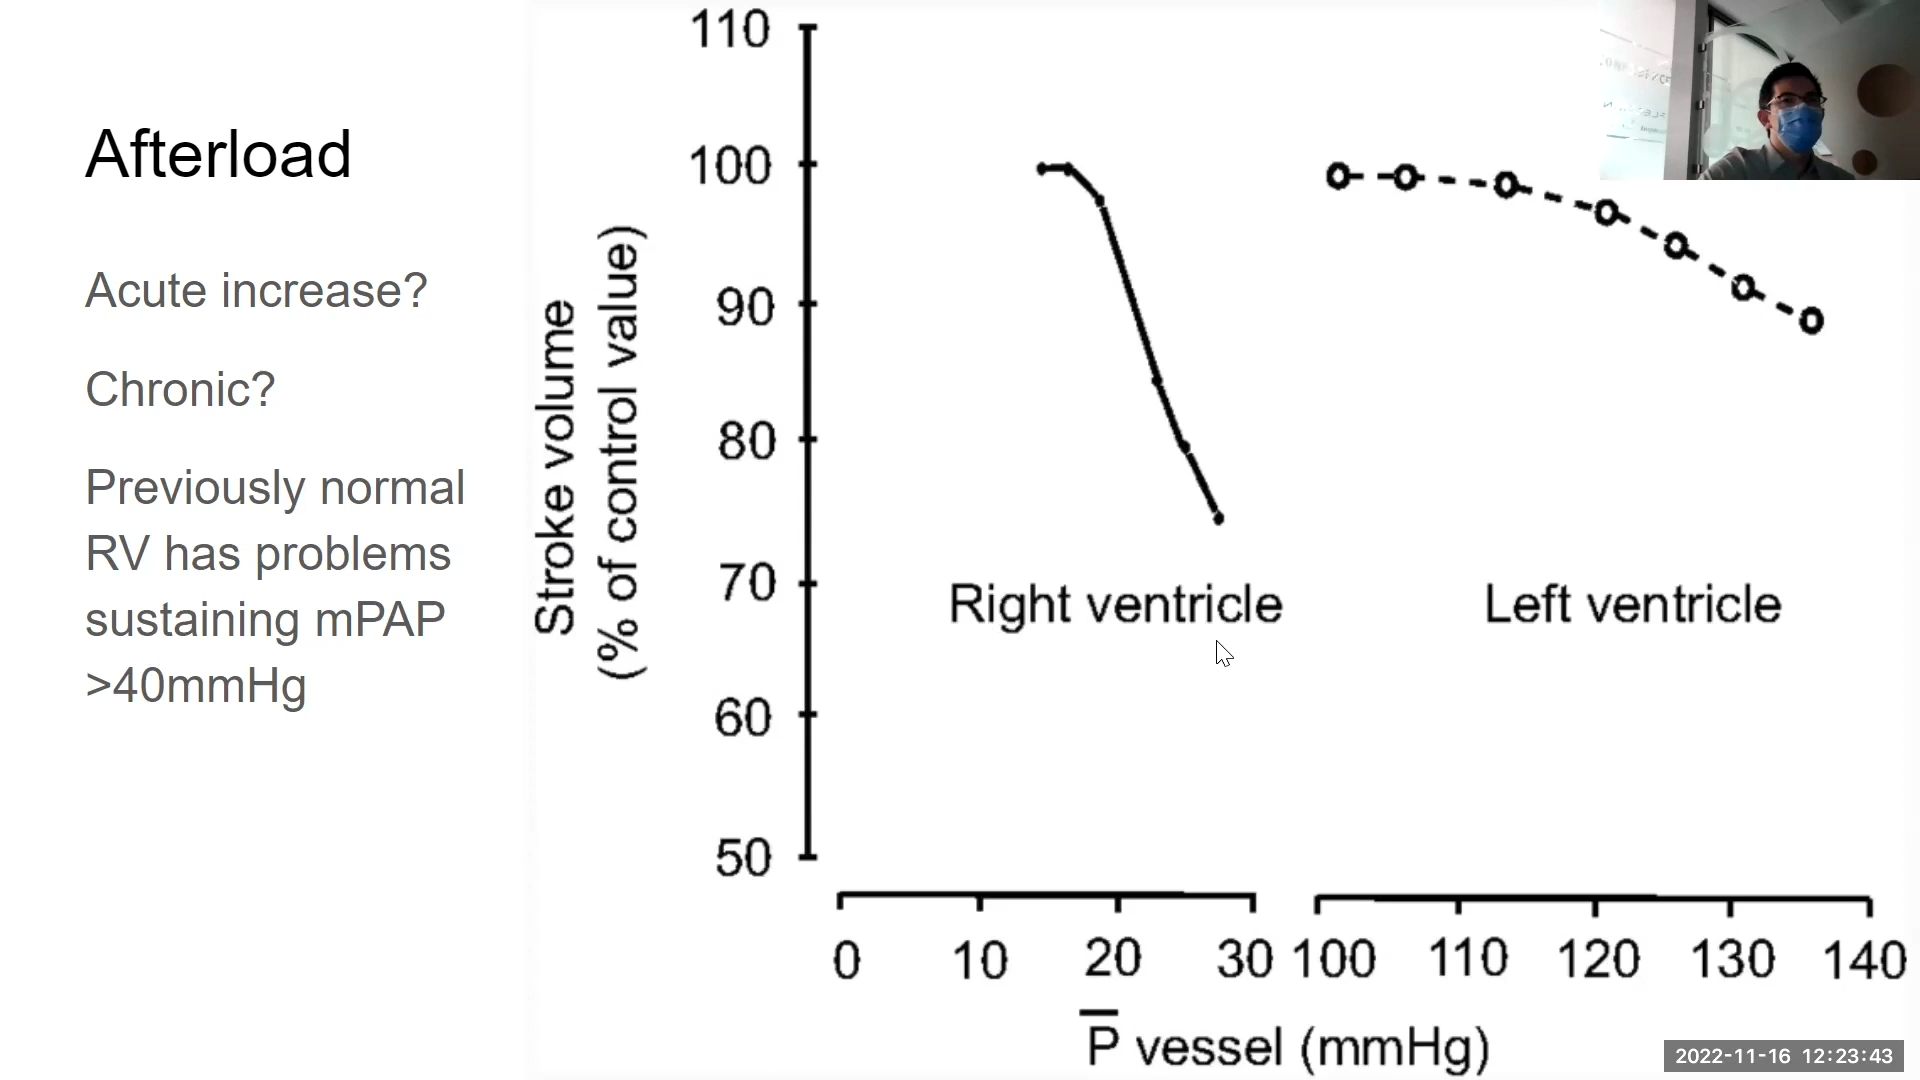 Afterload
Acute increase?
Chronic?
Previously normal
RV has problems
sustaining mPAP
>40mmHg
Stroke volume
(% of control value)
110
100
90
80
70
60
50
Right ventricle
Left ventricle
0 10 20 30 100 110 120 130 140
P̅ vessel (mmHg)
2022-11-16 12:23:43